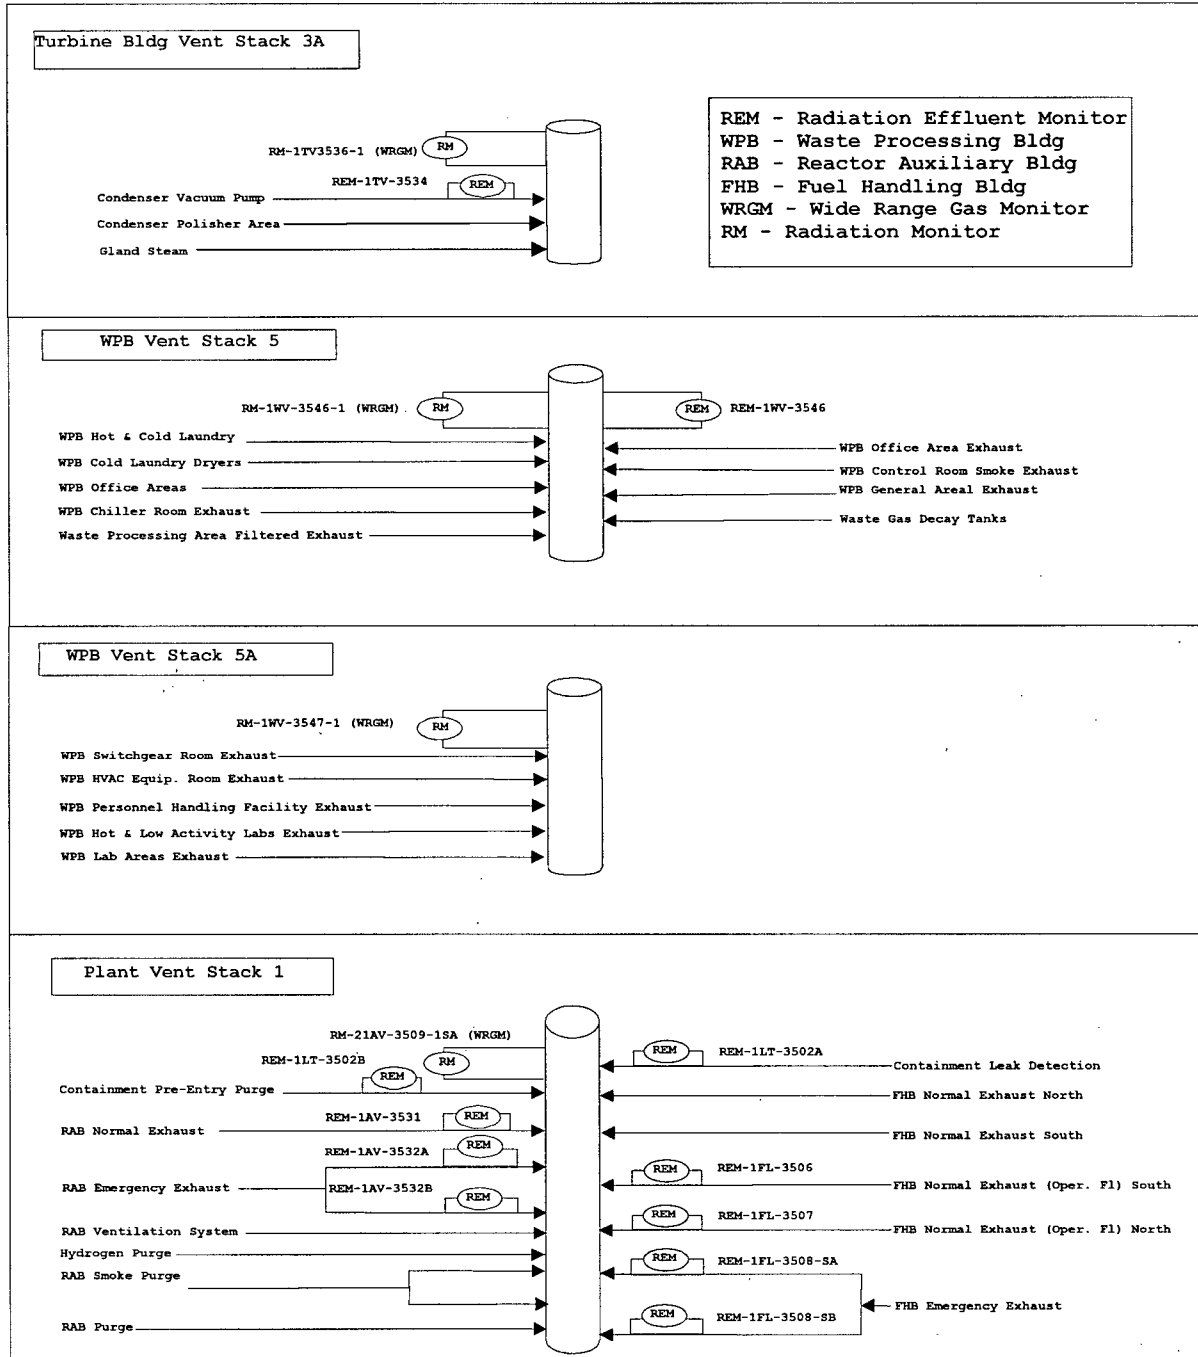 Turbine Bldg Vent Stack 3A
REM - Radiation Effluent Monitor
WPB - Waste Processing Bldg
RAB - Reactor Auxiliary Bldg
FHB - Fuel Handling Bldg
WRGM - Wide Range Gas Monitor
RM - Radiation Monitor
RM-1TV3536-1 (WRGM)
RM
REM-1TV-3534
REM
Condenser Vacuum Pump
Condenser Polisher Area
Gland Steam
WPB Vent Stack 5
RM-1WV-3546-1 (WRGM)
RM
REM
REM-1WV-3546
WPB Hot & Cold Laundry
WPB Cold Laundry Dryers
WPB Office Areas
WPB Chiller Room Exhaust
Waste Processing Area Filtered Exhaust
WPB Office Area Exhaust
WPB Control Room Smoke Exhaust
WPB General Areal Exhaust
Waste Gas Decay Tanks
WPB Vent Stack 5A
RM-1WV-3547-1 (WRGM)
RM
WPB Switchgear Room Exhaust
WPB HVAC Equip. Room Exhaust
WPB Personnel Handling Facility Exhaust
WPB Hot & Low Activity Labs Exhaust
WPB Lab Areas Exhaust
Plant Vent Stack 1
RM-21AV-3509-1SA (WRGM)
RM
REM-1LT-3502B
REM
Containment Pre-Entry Purge
REM-1AV-3531
REM
RAB Normal Exhaust
REM-1AV-3532A
REM
RAB Emergency Exhaust
REM-1AV-3532B
REM
RAB Ventilation System
Hydrogen Purge
RAB Smoke Purge
RAB Purge
REM
REM-1LT-3502A
Containment Leak Detection
FHB Normal Exhaust North
FHB Normal Exhaust South
REM
REM-1FL-3506
FHB Normal Exhaust (Oper. Fl) South
REM
REM-1FL-3507
FHB Normal Exhaust (Oper. Fl) North
REM
REM-1FL-3508-SA
FHB Emergency Exhaust
REM
REM-1FL-3508-SB